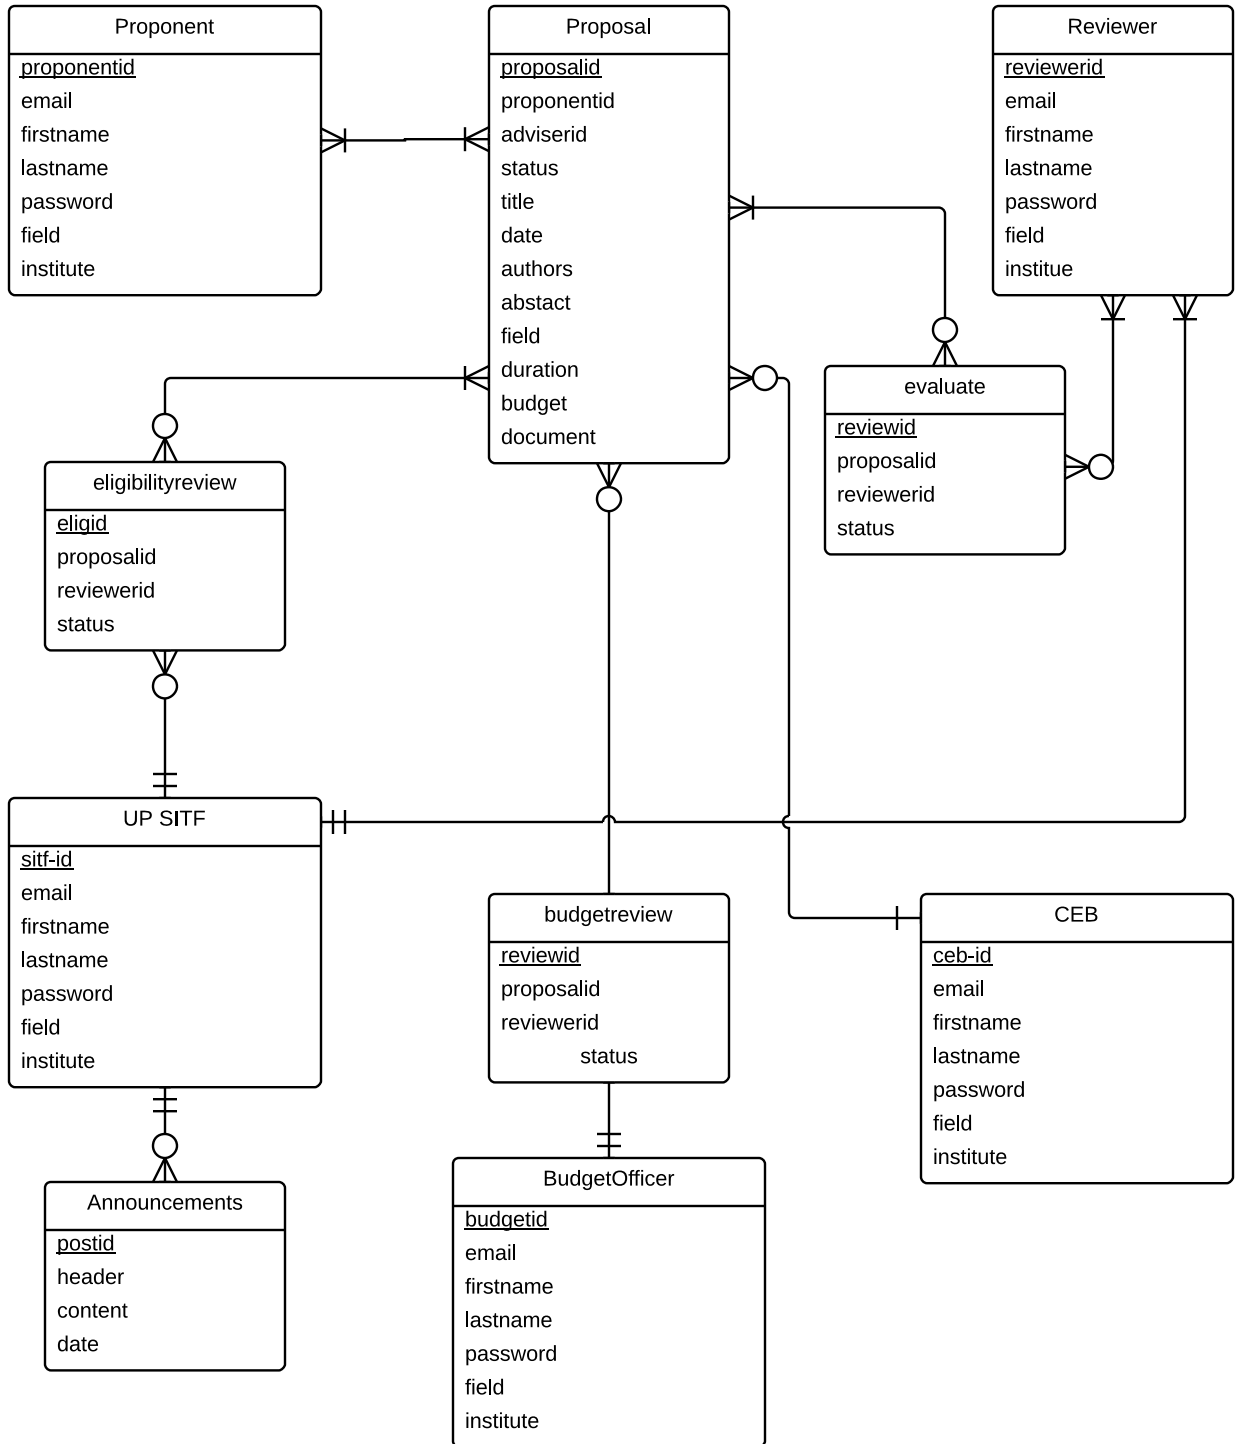 Proponent
proponentid
email
firstname
lastname
password
field
institute
Proposal
proposalid
proponentid
adviserid
status
title
date
authors
abstact
field
duration
budget
document
Reviewer
reviewerid
email
firstname
lastname
password
field
institue
evaluate
reviewid
proposalid
reviewerid
status
eligibilityreview
eligid
proposalid
reviewerid
status
UP SITF
sitf-id
email
firstname
lastname
password
field
institute
budgetreview
reviewid
proposalid
reviewerid
status
CEB
ceb-id
email
firstname
lastname
password
field
institute
Announcements
postid
header
content
date
BudgetOfficer
budgetid
email
firstname
lastname
password
field
institute